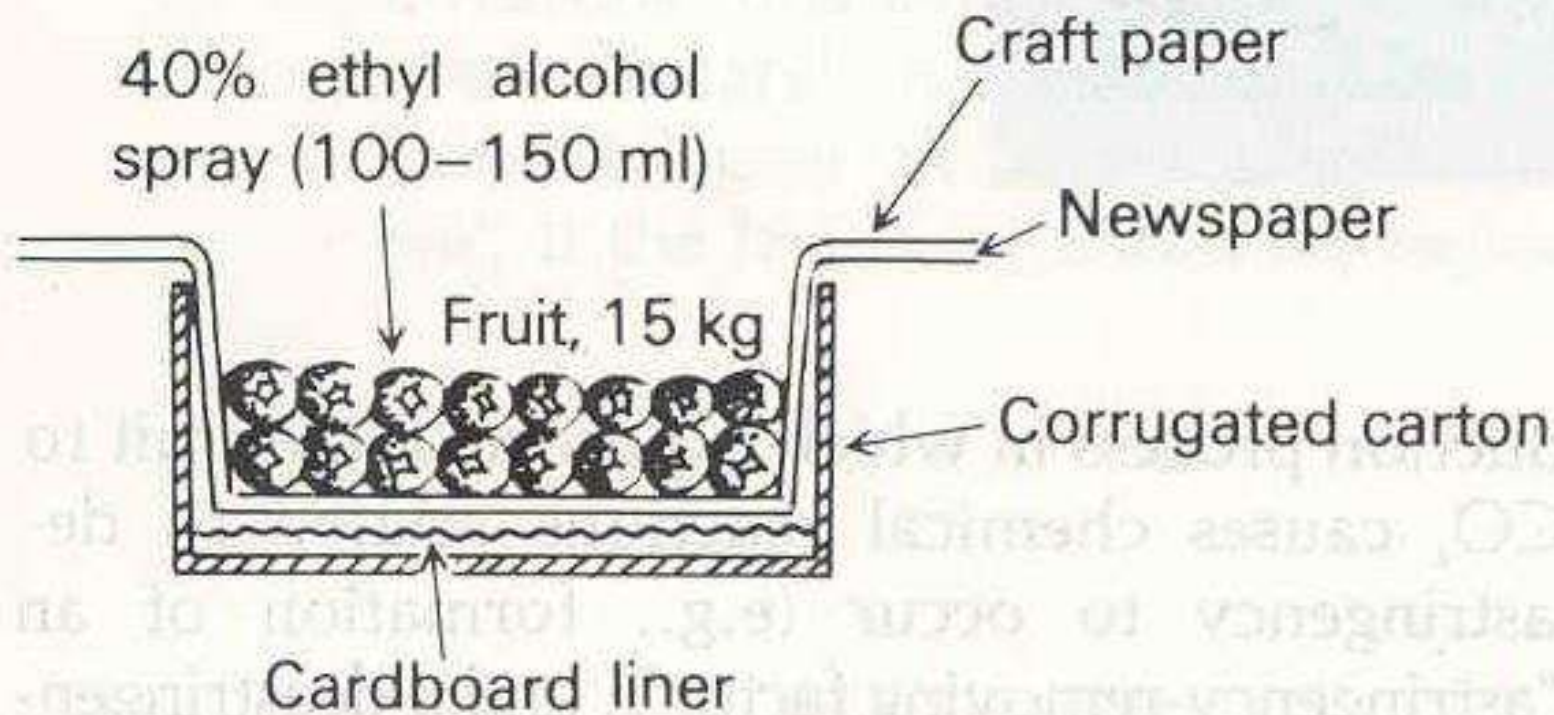 40% ethyl alcohol
spray (100–150 ml)
Craft paper
Newspaper
Fruit, 15 kg
Corrugated carton
Cardboard liner